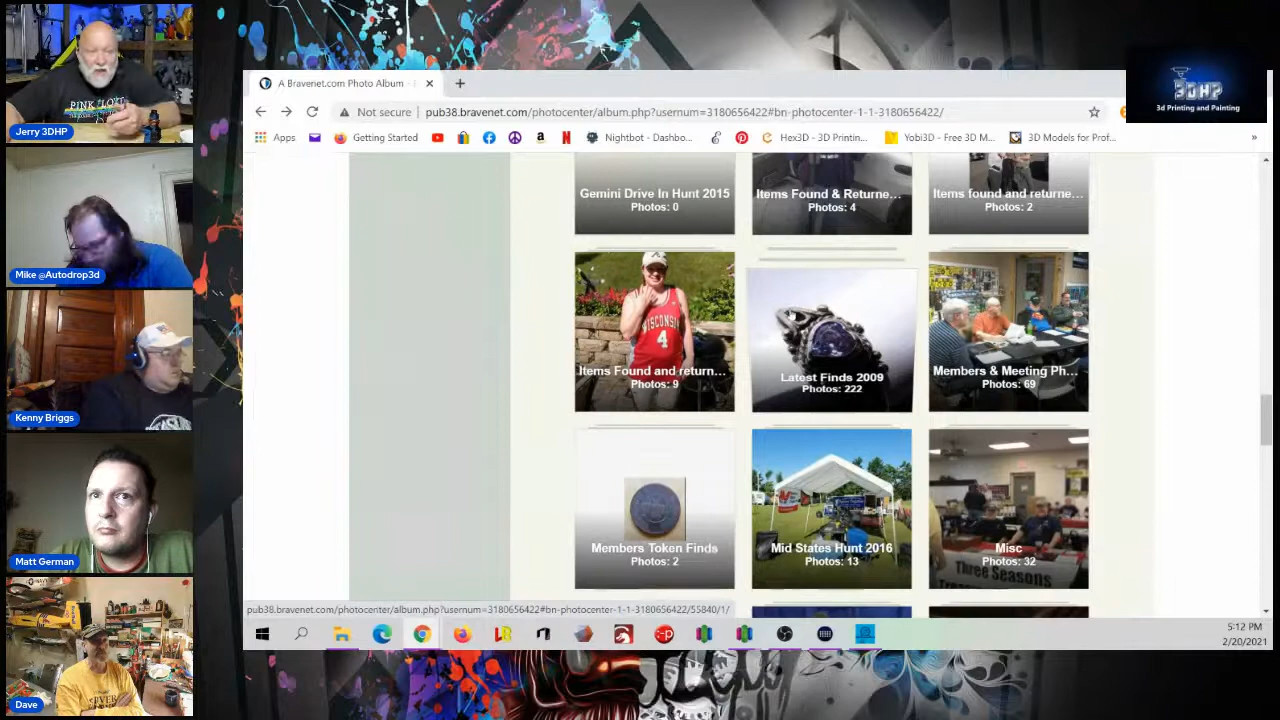 PINK FLOYD
Jerry 3DHP
Mike @Autodrop3d
Kenny Briggs
Matt German
Dave
3DHP
3d Printing and Painting
A Bravenet.com Photo Album -
Not secure
pub38.bravenet.com/photocenter/album.php?usernum=3180656422#bn-photocenter-1-1-3180656422/
Apps
Getting Started
Nightbot - Dashbo...
Hex3D - 3D Printin...
Yobi3D - Free 3D M...
3D Models for Prof...
»
Gemini Drive In Hunt 2015
Photos: 0
Items Found & Returne...
Photos: 4
Items found and returne...
Photos: 2
WISCONSIN
4
Items Found and return...
Photos: 9
Latest Finds 2009
Photos: 222
Members & Meeting Ph...
Photos: 69
Members Token Finds
Photos: 2
Mid States Hunt 2016
Photos: 13
Misc
Photos: 32
Three Seasons
pub38.bravenet.com/photocenter/album.php?usernum=3180656422#bn-photocenter-1-1-3180656422/55840/1/
5:12 PM
2/20/2021